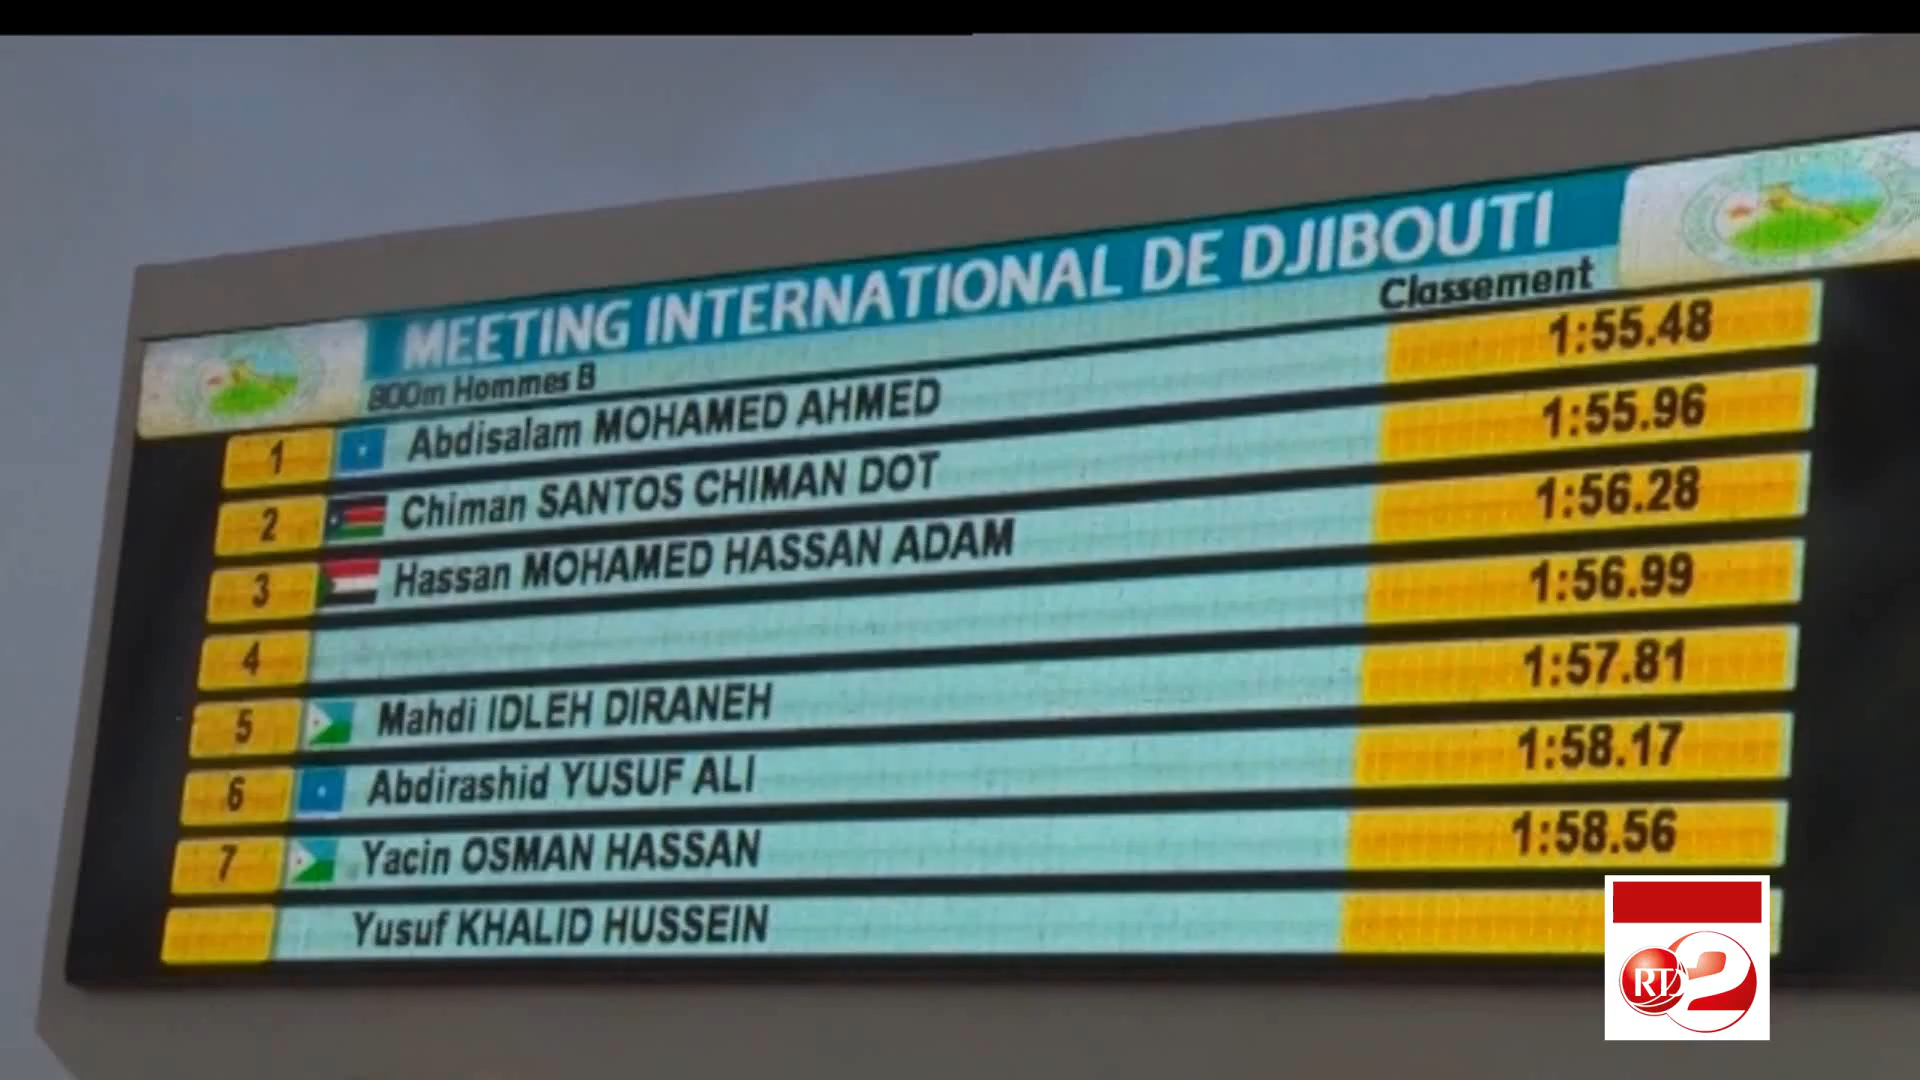 MEETING INTERNATIONAL DE DJIBOUTI
800m Hommes B Classement
1 Abdisalam MOHAMED AHMED 1:55.48
2 Chiman SANTOS CHIMAN DOT 1:55.96
3 Hassan MOHAMED HASSAN ADAM 1:56.28
4 1:56.99
5 Mahdi IDLEH DIRANEH 1:57.81
6 Abdirashid YUSUF ALI 1:58.17
7 Yacin OSMAN HASSAN 1:58.56
Yusuf KHALID HUSSEIN
RTD 2